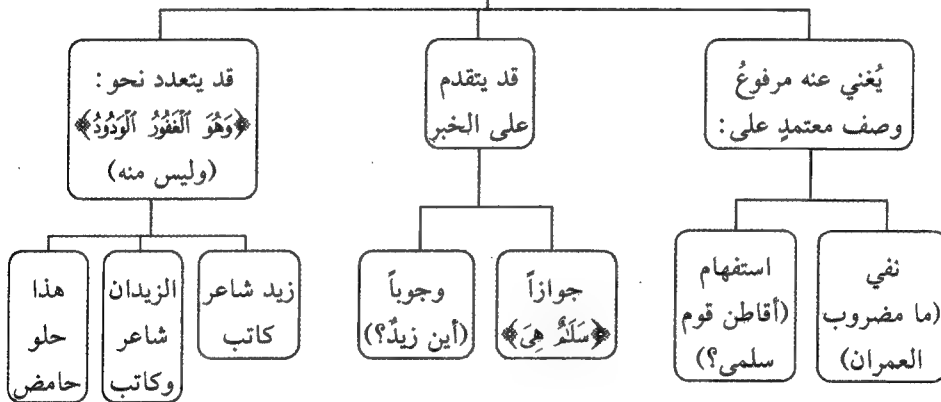 يُغني عنه مرفوعُ
وصف معتمدٍ على:
نفي
(ما مضروب
العمران)
استفهام
(أقاطن قوم
سلمى؟)
قد يتقدم
على الخبر
جوازاً
﴿سَلَٰمٌ هِىَ﴾
وجوباً
(أين زيدٌ؟)
قد يتعدد نحو:
﴿وَهُوَ ٱلْغَفُورُ ٱلْوَدُودُ﴾
(وليس منه)
زيد شاعر
كاتب
الزيدان
شاعر
وكاتب
هذا
حلو
حامض